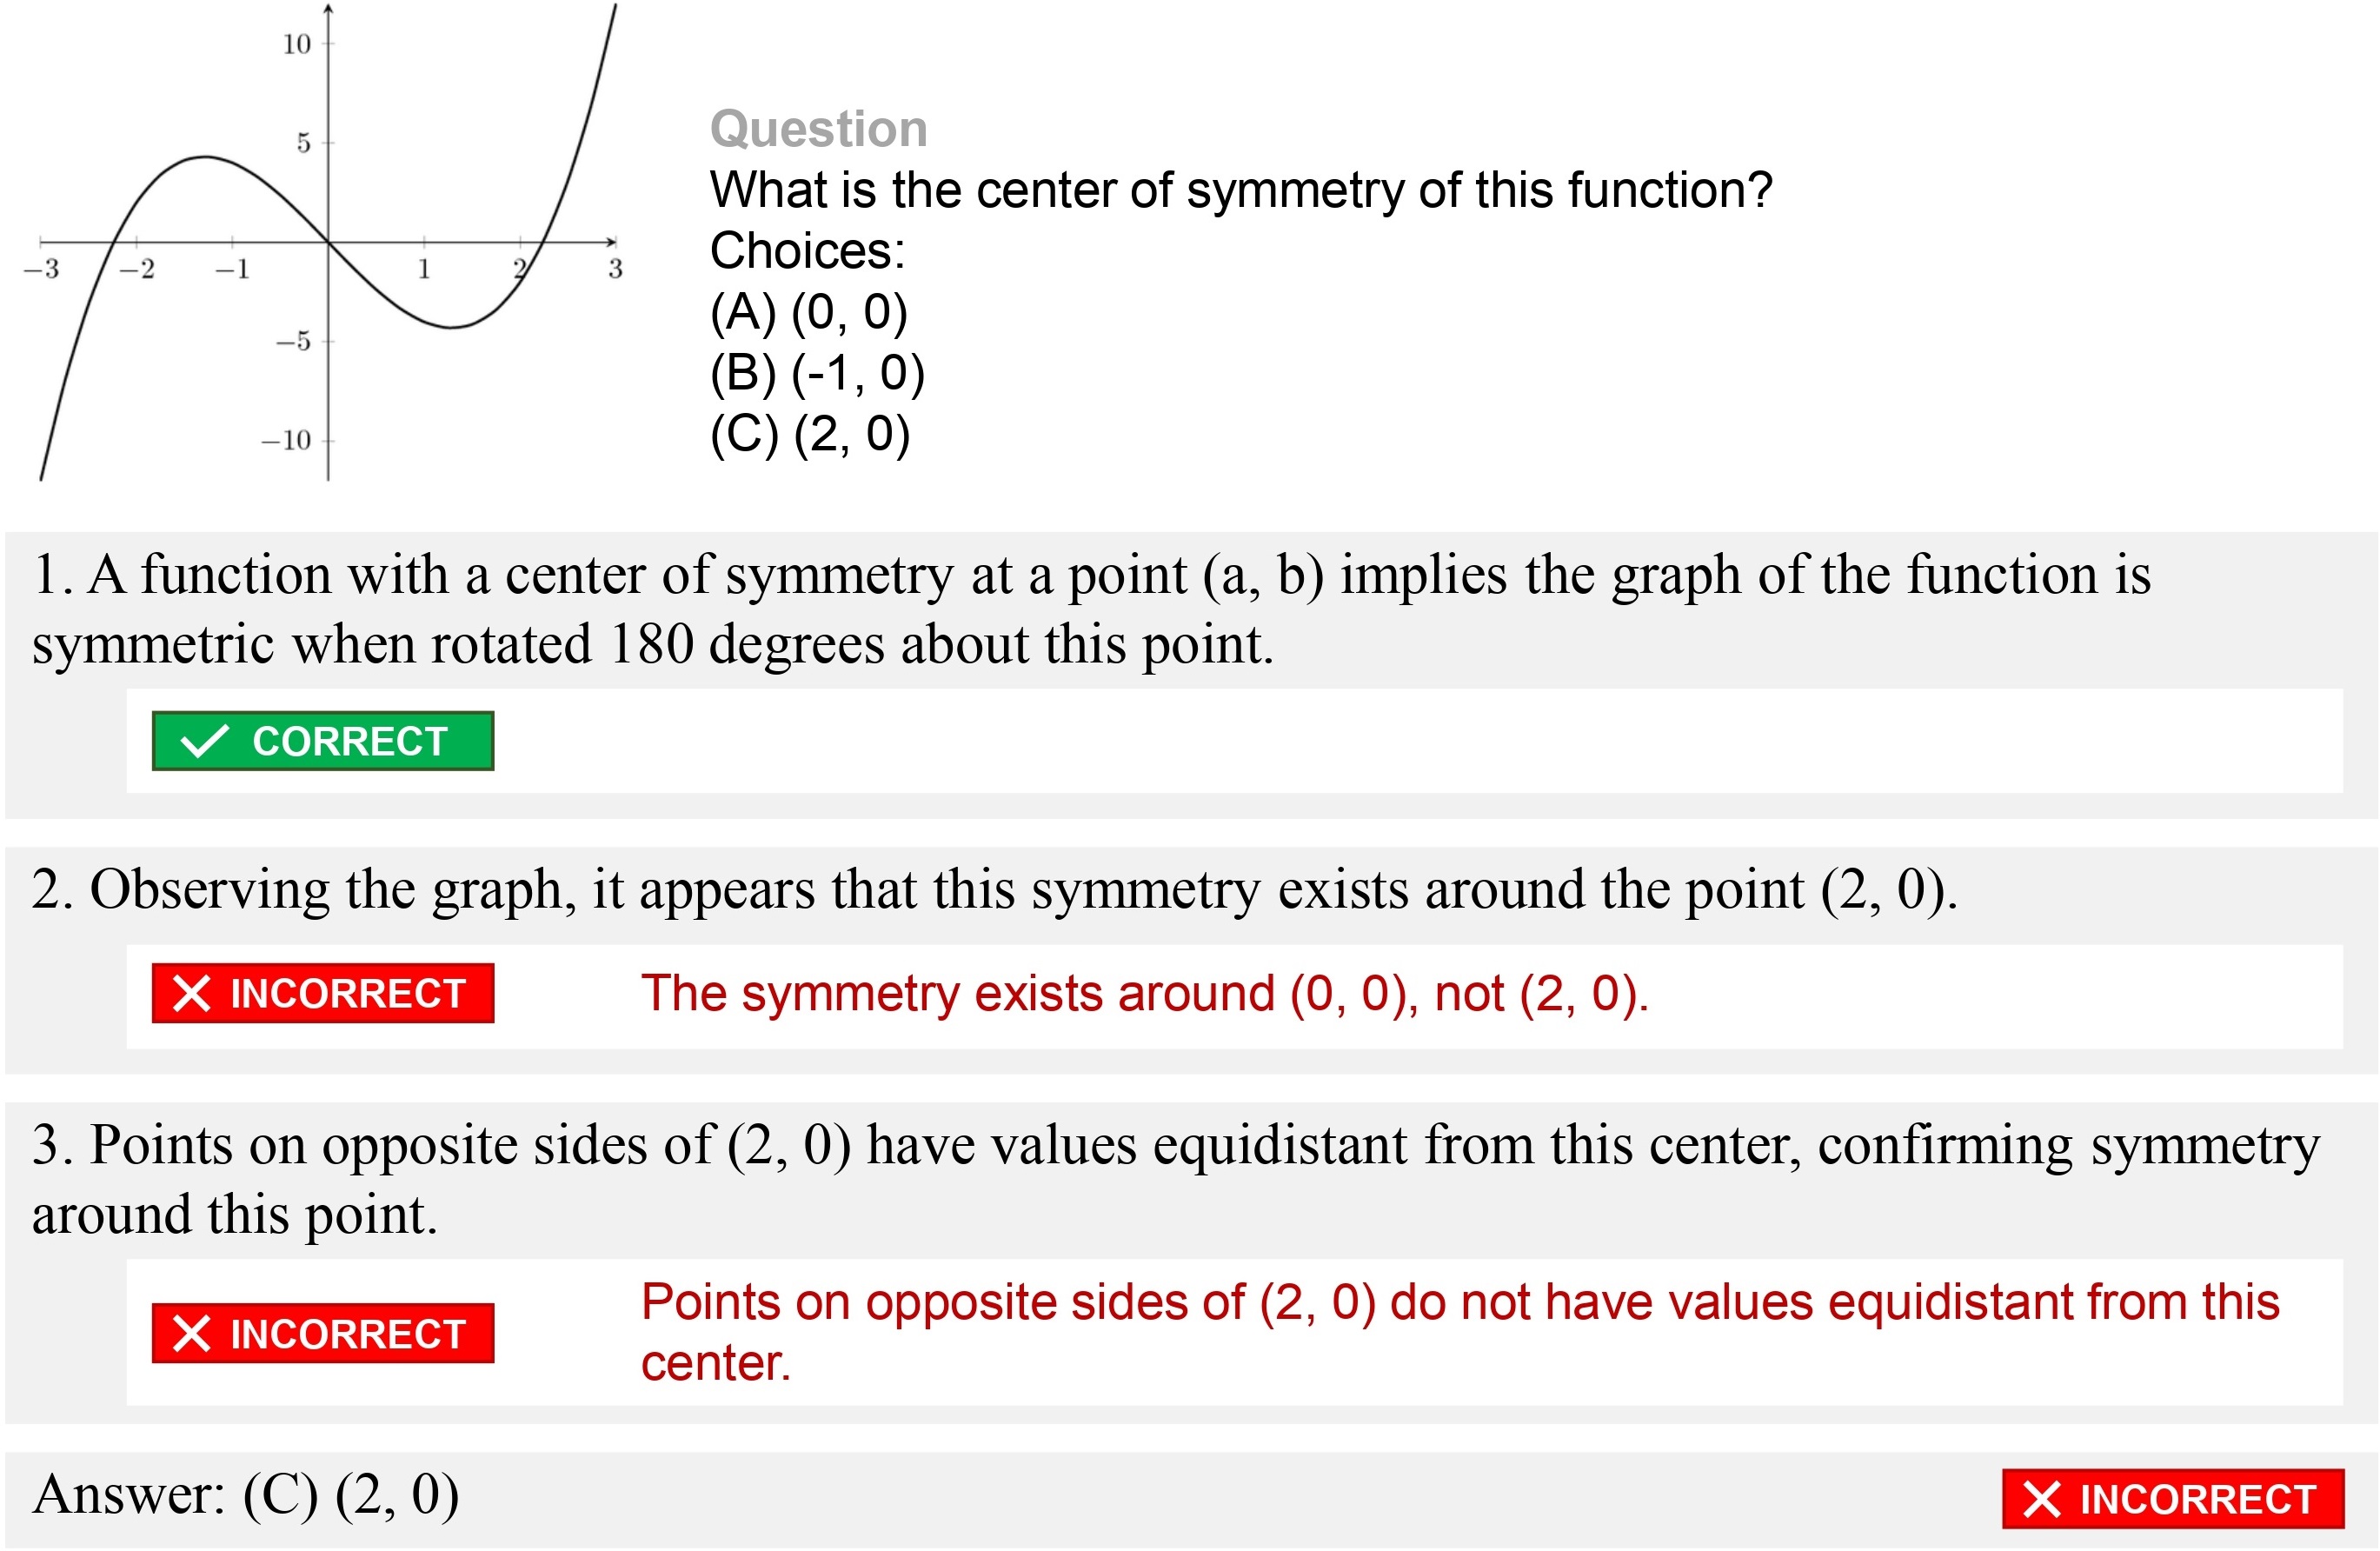 10
5
−3 −2 −1 1 2 3
−5
−10
Question
What is the center of symmetry of this function?
Choices:
(A) (0, 0)
(B) (-1, 0)
(C) (2, 0)
1. A function with a center of symmetry at a point (a, b) implies the graph of the function is
symmetric when rotated 180 degrees about this point.
CORRECT
2. Observing the graph, it appears that this symmetry exists around the point (2, 0).
INCORRECT The symmetry exists around (0, 0), not (2, 0).
3. Points on opposite sides of (2, 0) have values equidistant from this center, confirming symmetry
around this point.
INCORRECT Points on opposite sides of (2, 0) do not have values equidistant from this
center.
Answer: (C) (2, 0) INCORRECT